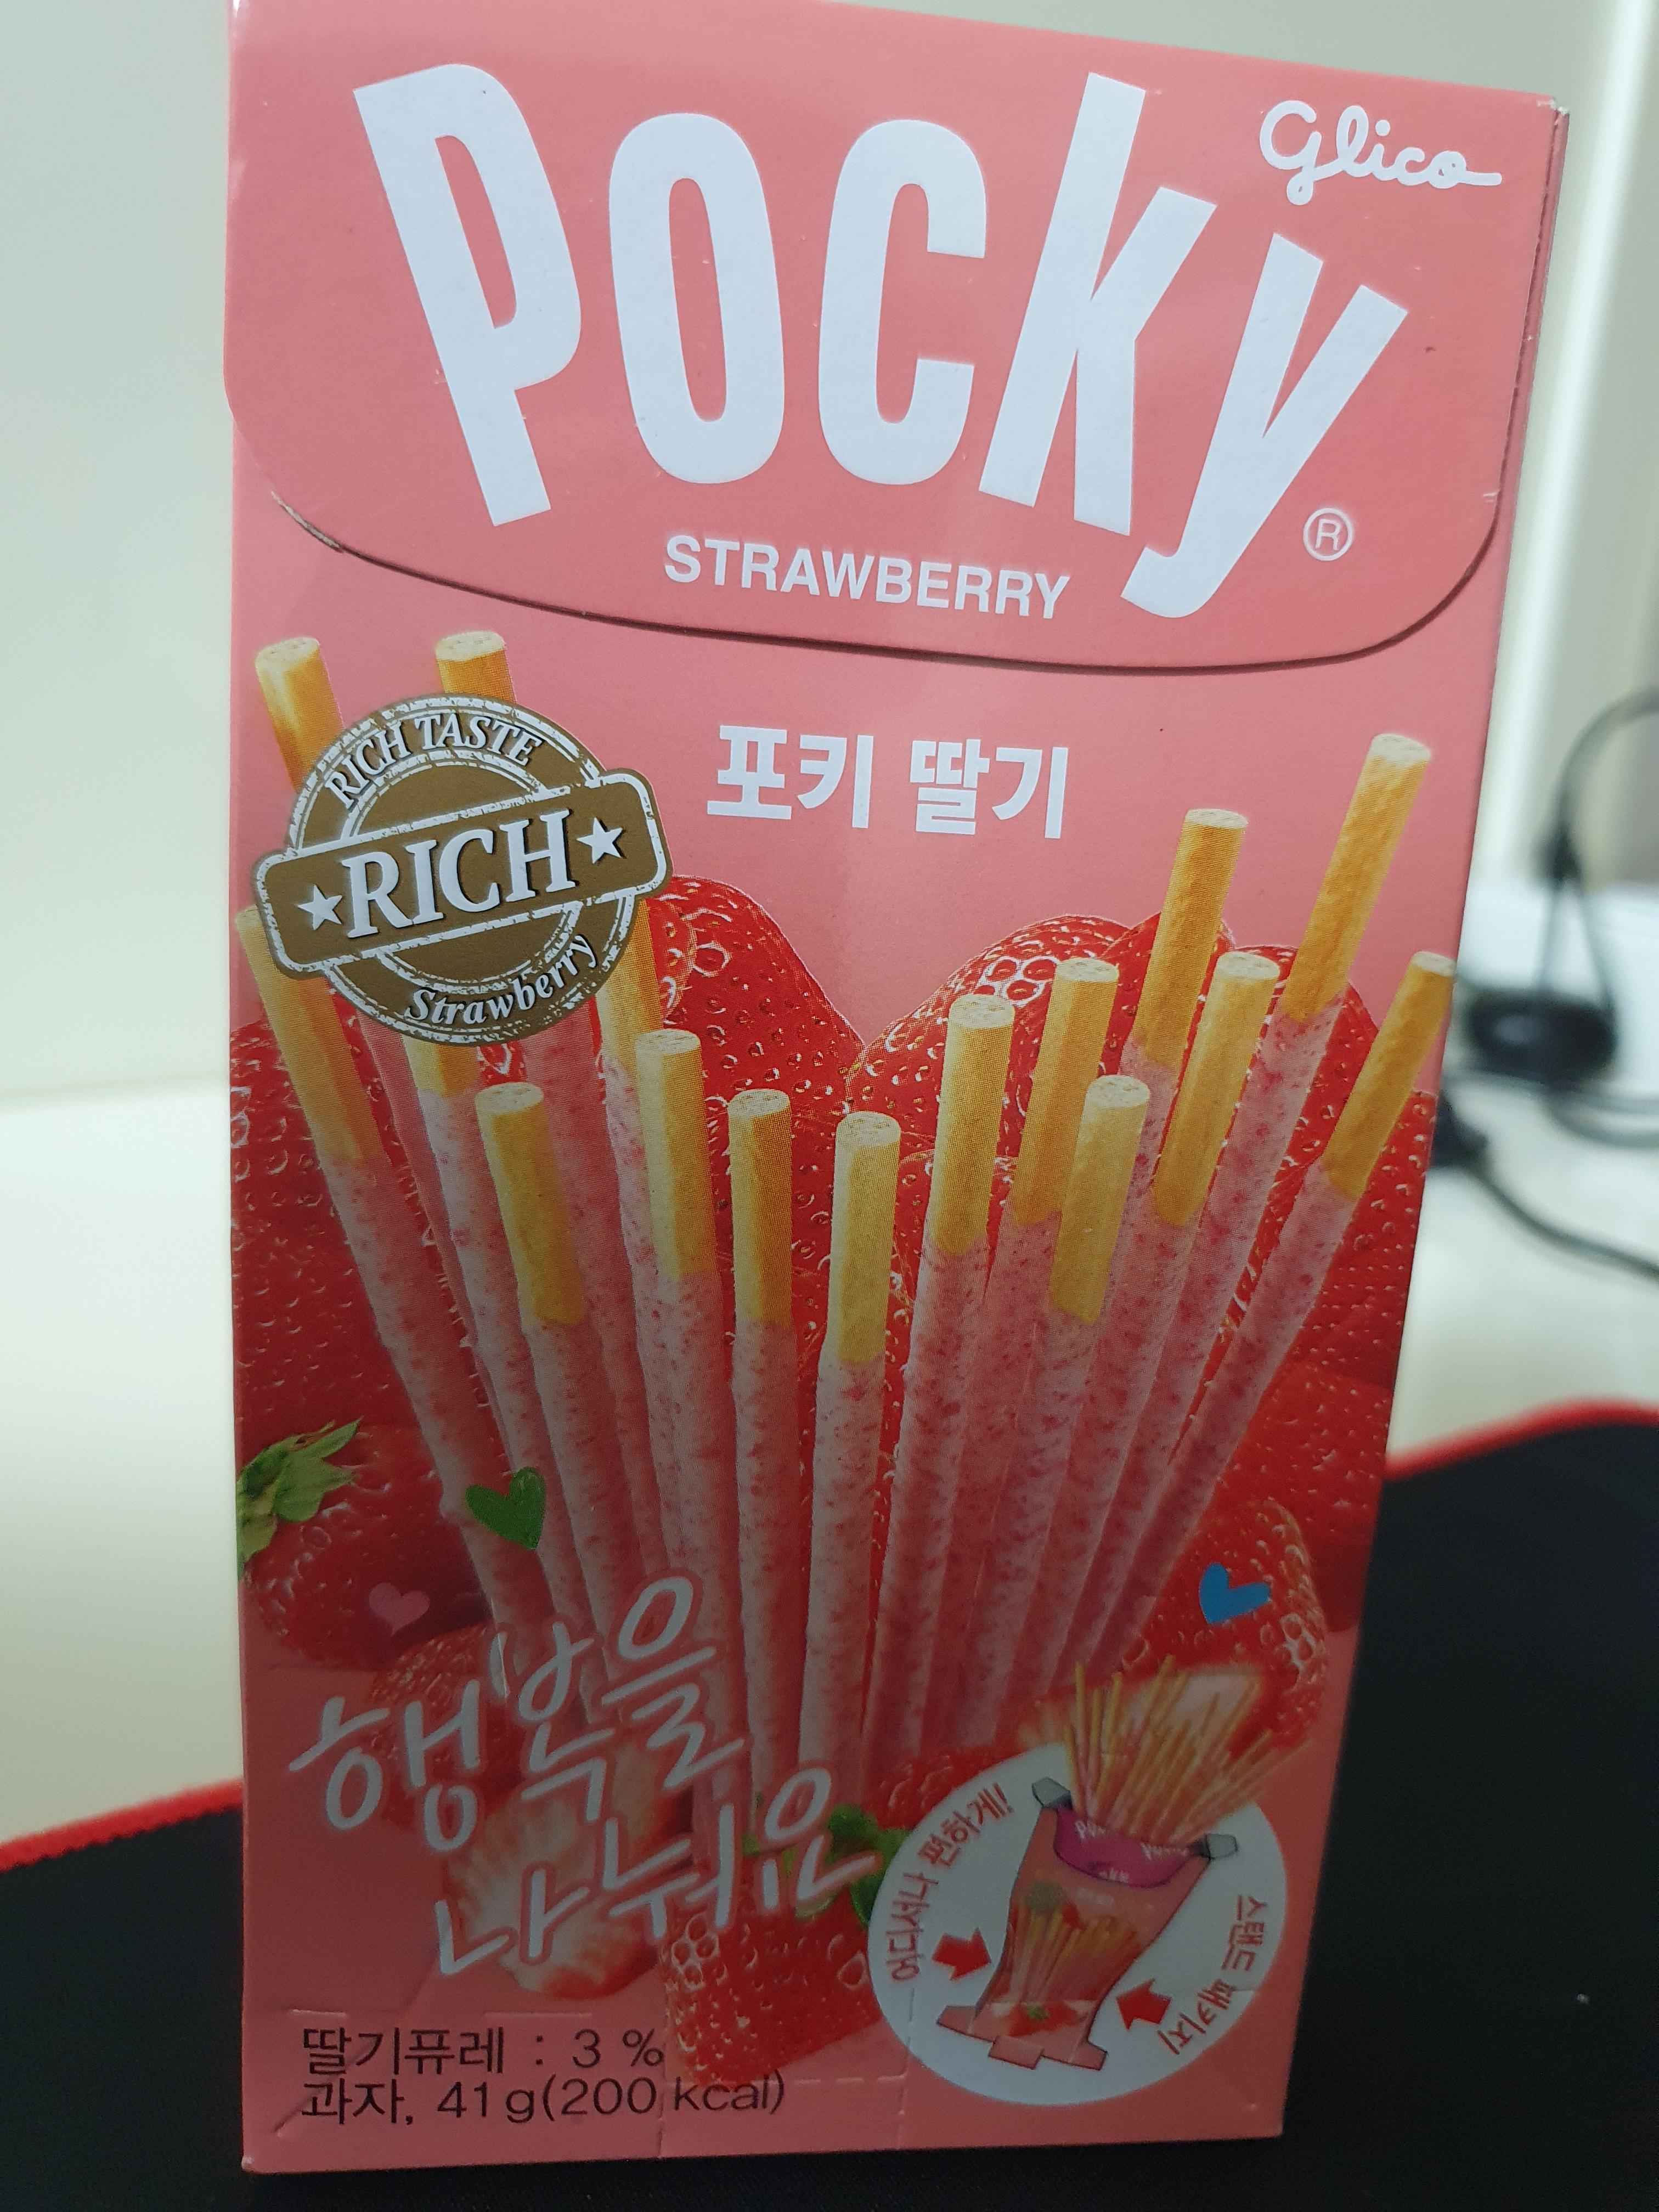 Glico
Pocky
®
STRAWBERRY
포키 딸기
RICH TASTE
RICH
Strawberry
행복을
나눠요
어디서나 편하게!
스탠드 패키지
딸기퓨레 : 3 %
과자, 41g(200 kcal)